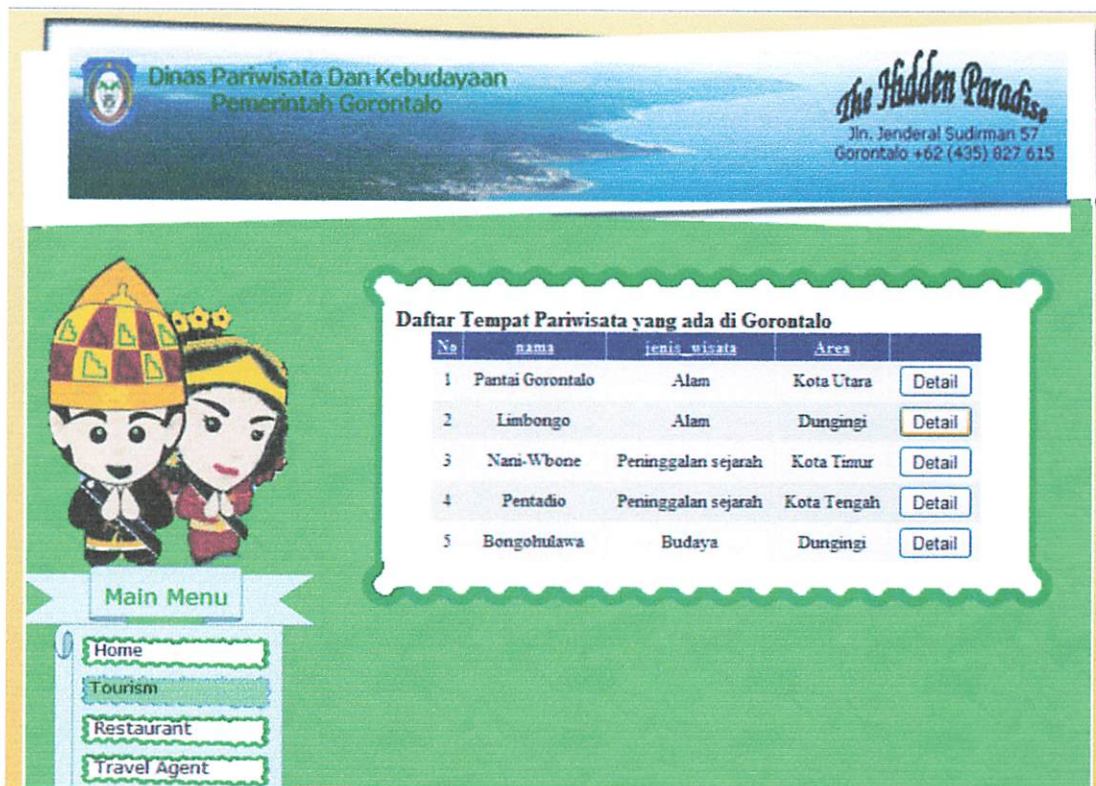 Dinas Pariwisata Dan Kebudayaan
Pemerintah Gorontalo
The Hidden Paradise
Jln. Jenderal Sudirman 57
Gorontalo +62 (435) 827 615
Daftar Tempat Pariwisata yang ada di Gorontalo
No nama jenis_wisata Area
1 Pantai Gorontalo Alam Kota Utara Detail
2 Limbongo Alam Dungingi Detail
3 Nani-Wbone Peninggalan sejarah Kota Timur Detail
4 Pentadio Peninggalan sejarah Kota Tengah Detail
5 Bongohulawa Budaya Dungingi Detail
Main Menu
Home
Tourism
Restaurant
Travel Agent